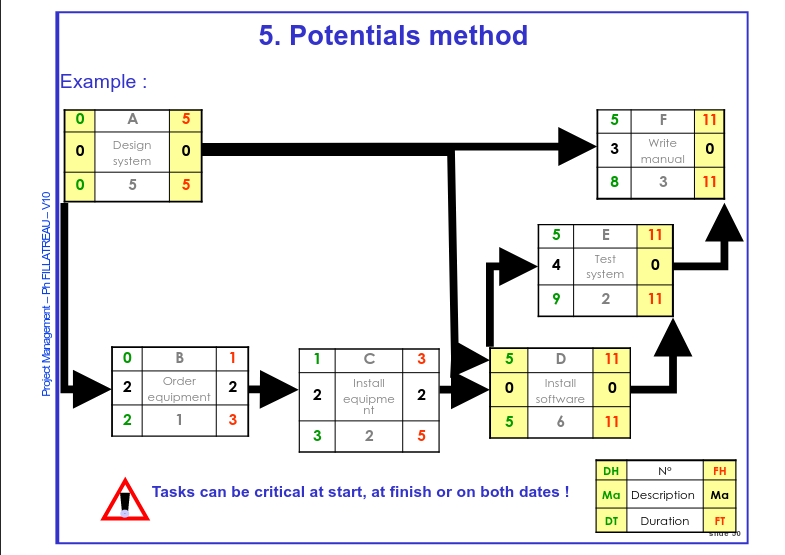 5. Potentials method
Example :
Project Management – Ph FILLATREAU – V10
0 A 5
0 Design system 0
0 5 5
5 F 11
3 Write manual 0
8 3 11
5 E 11
4 Test system 0
9 2 11
0 B 1
2 Order equipment 2
2 1 3
1 C 3
2 Install equipme nt 2
3 2 5
5 D 11
0 Install software 0
5 6 11
Tasks can be critical at start, at finish or on both dates !
DH N° FH
Ma Description Ma
DT Duration FT
slide 50